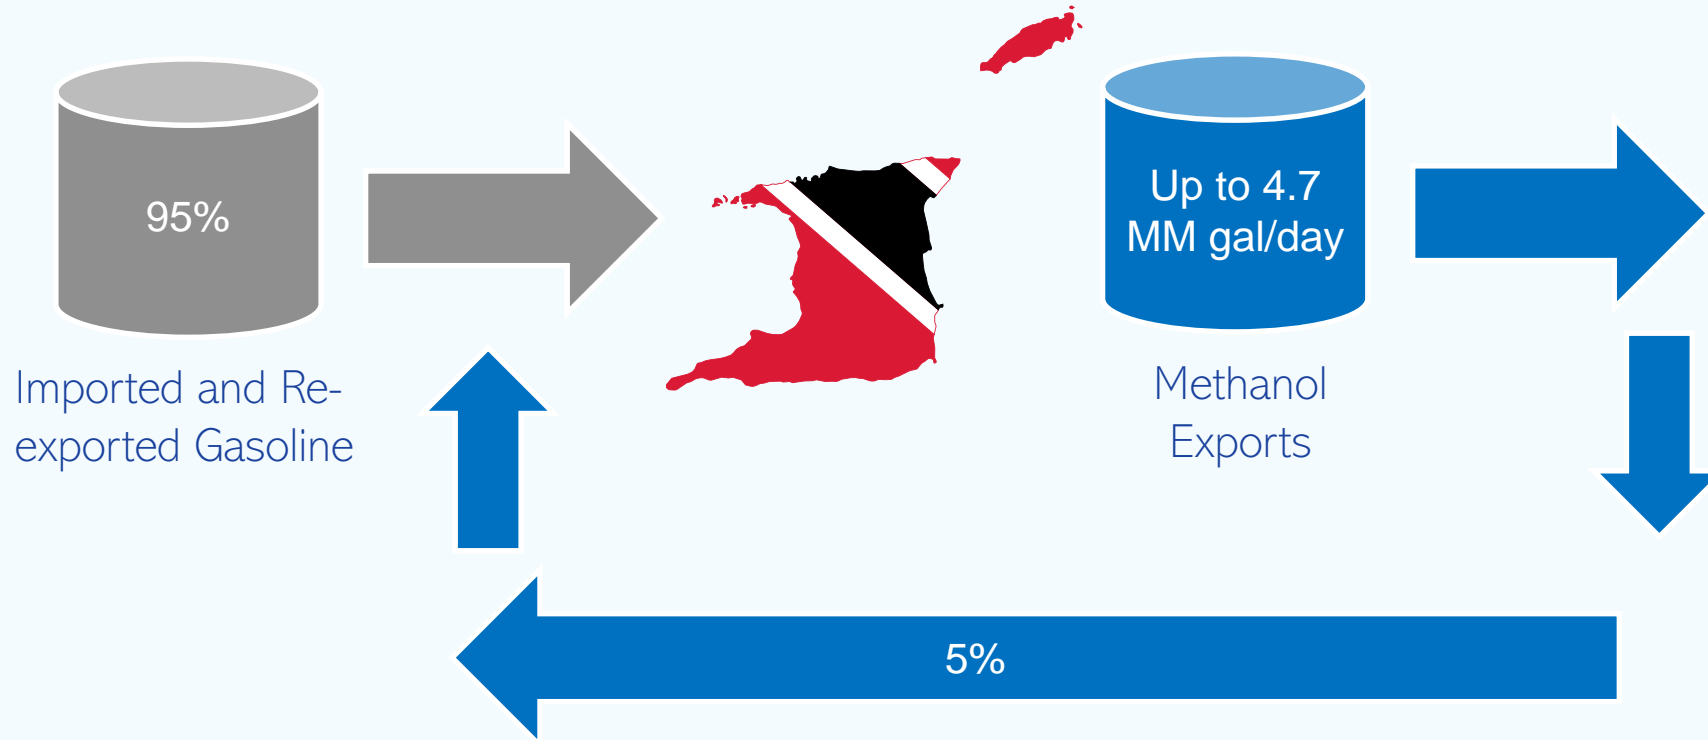 95%
Imported and Re-
exported Gasoline
Up to 4.7
MM gal/day
Methanol
Exports
5%